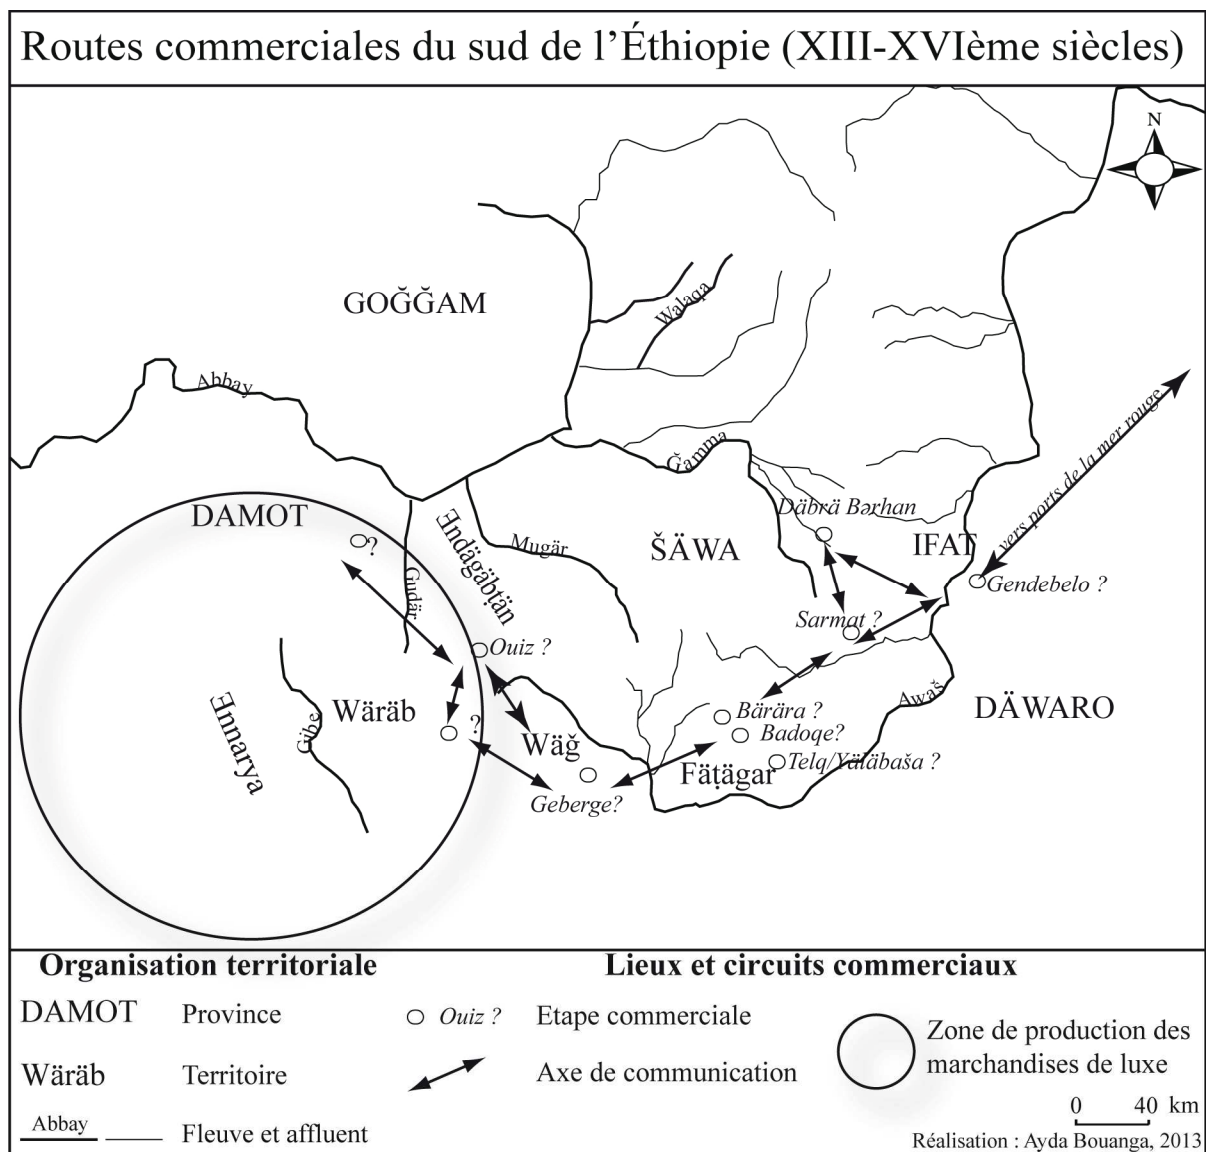 Routes commerciales du sud de l’Éthiopie (XIII-XVIème siècles)
N
GOĞĞAM
Walaqa
Abbay
vers ports de la mer rouge
Ğamma
DAMOT
?
Ǝndägäbṭän
Mugär
ŠÄWA
Däbrä Bǝrhan
IFAT
Gendebelo ?
Gudär
Sarmat ?
Ouiz ?
Awaš
DÄWARO
Ǝnnarya
Gibe
Wäräb
?
Wäğ
Bärära ?
Badoqe?
Fäṭägar
Telq/Yäläbaša ?
Geberge?
Organisation territoriale
Lieux et circuits commerciaux
DAMOT Province
Ouiz ? Etape commerciale
Zone de production des
marchandises de luxe
Wäräb Territoire
Axe de communication
Abbay Fleuve et affluent
0 40 km
Réalisation : Ayda Bouanga, 2013